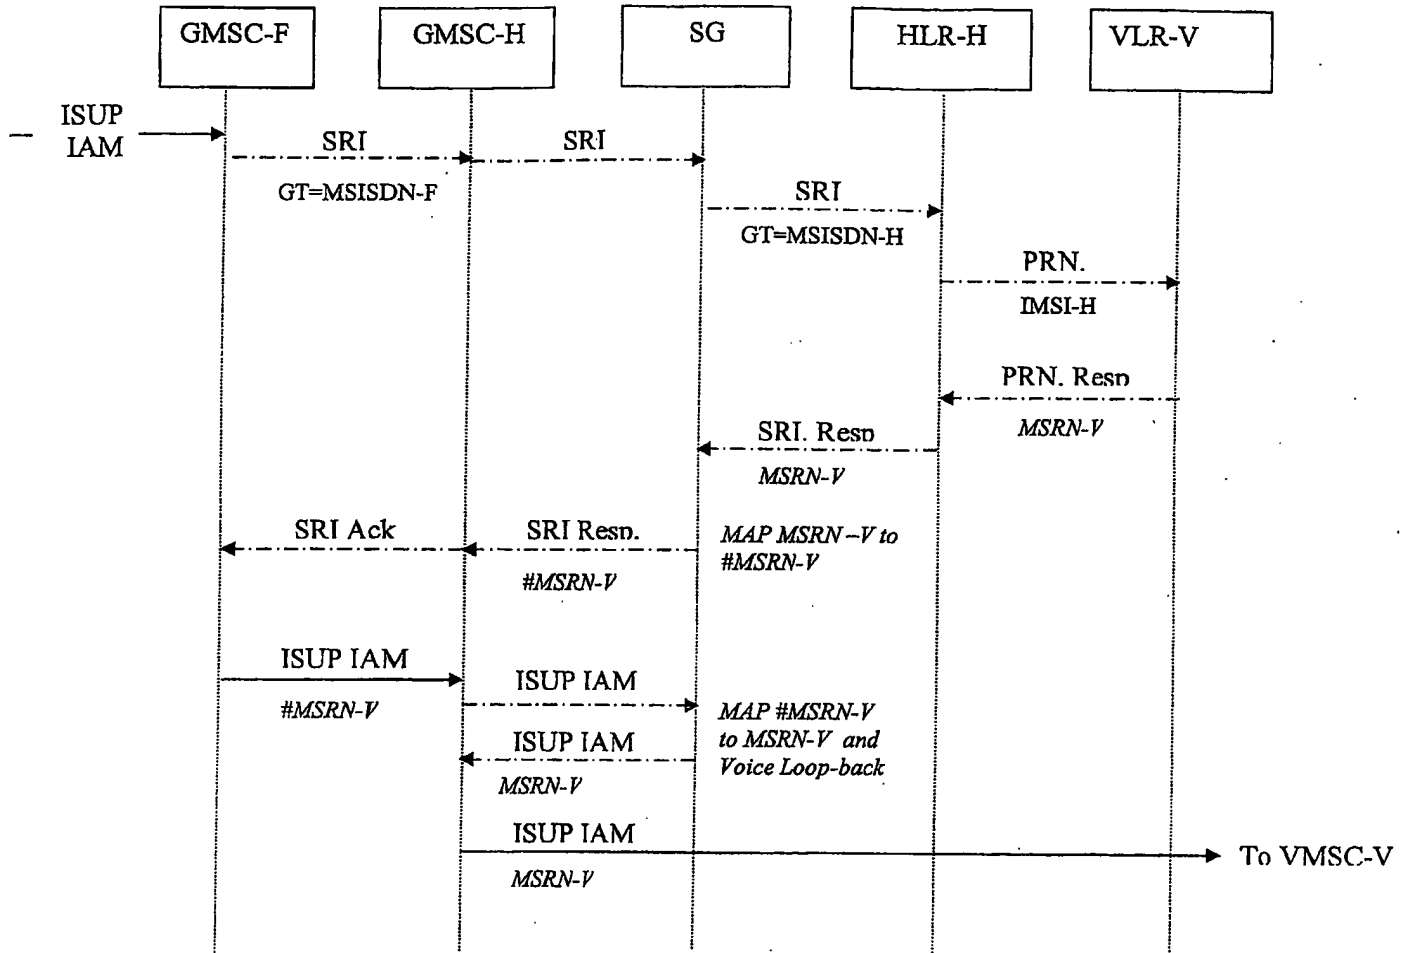 GMSC-F
GMSC-H
SG
HLR-H
VLR-V
ISUP
IAM
SRI
SRI
GT=MSISDN-F
SRI
GT=MSISDN-H
PRN.
IMSI-H
PRN. Resp
MSRN-V
SRI. Resp
MSRN-V
SRI Ack
SRI Resp.
#MSRN-V
MAP MSRN –V to
#MSRN-V
ISUP IAM
#MSRN-V
ISUP IAM
MAP #MSRN-V
to MSRN-V and
Voice Loop-back
ISUP IAM
MSRN-V
ISUP IAM
MSRN-V
To VMSC-V